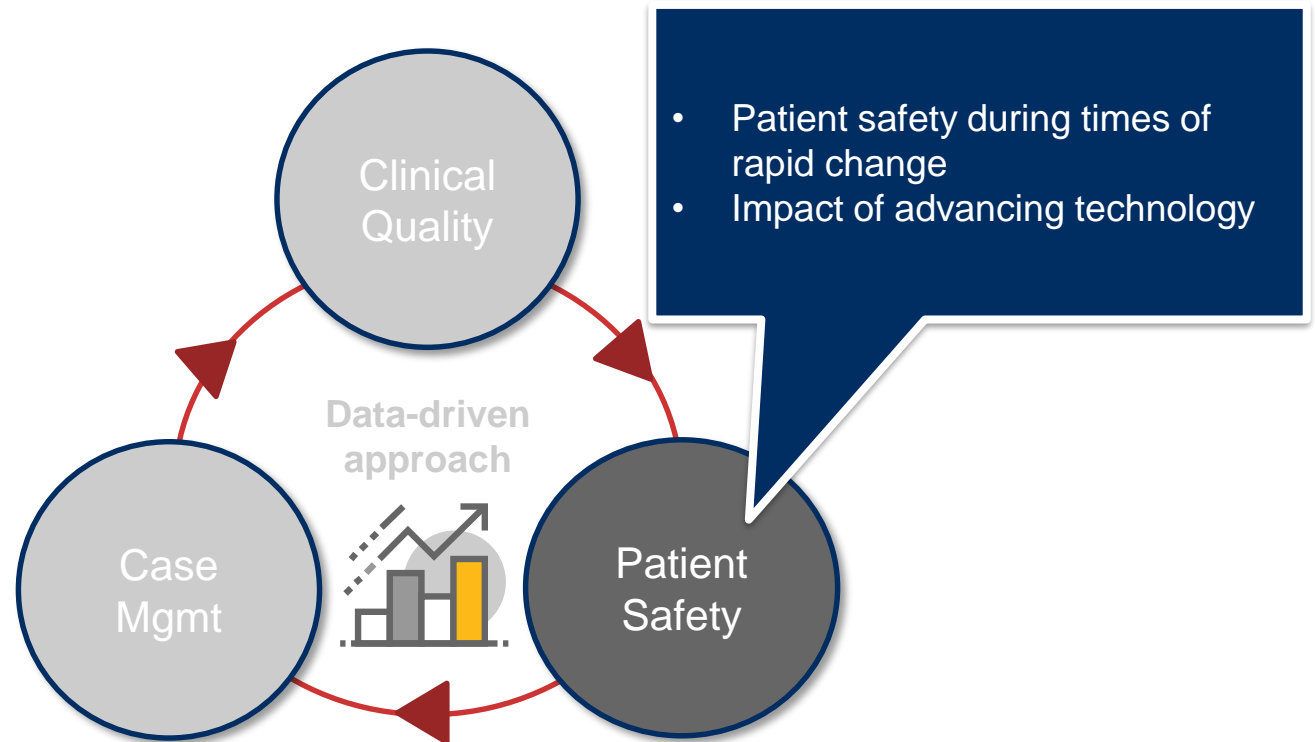 Clinical
Quality
• Patient safety during times of
rapid change
• Impact of advancing technology
Data-driven
approach
Case
Mgmt
Patient
Safety